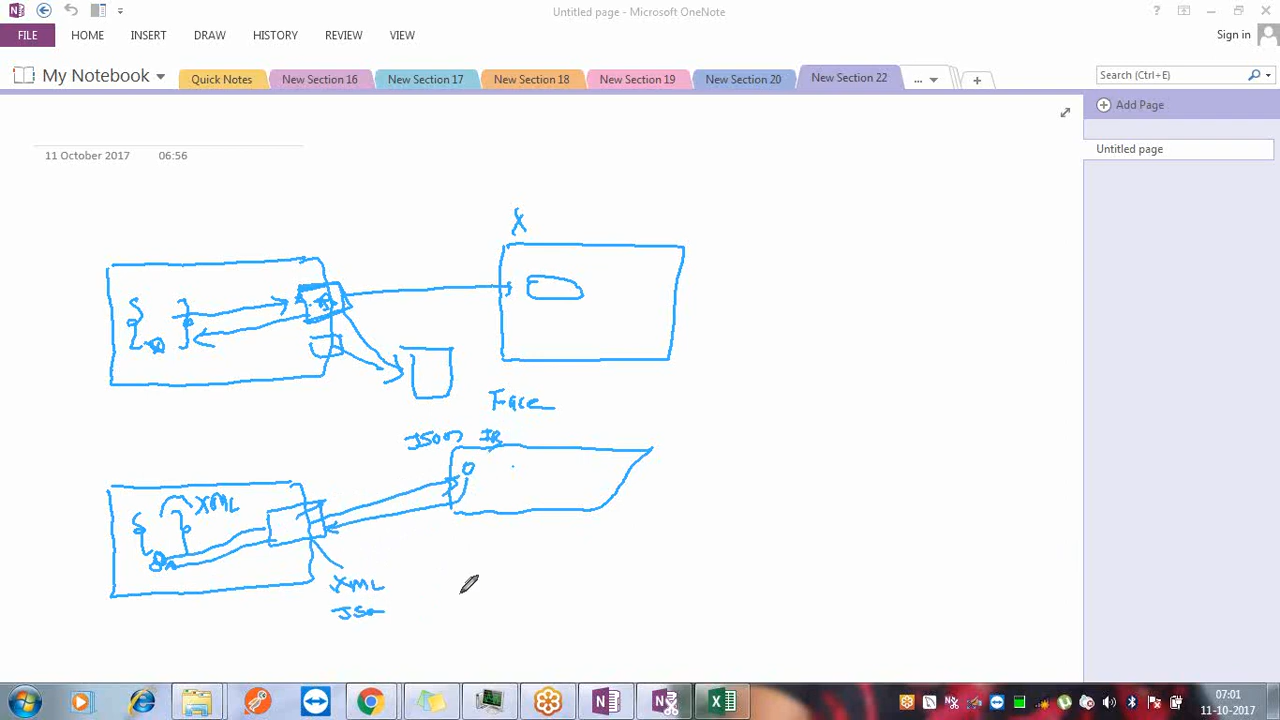 Untitled page - Microsoft OneNote
FILE HOME INSERT DRAW HISTORY REVIEW VIEW
Sign in
My Notebook
Quick Notes New Section 16 New Section 17 New Section 18 New Section 19 New Section 20 New Section 22 ...
Search (Ctrl+E)
Add Page
Untitled page
11 October 2017 06:56
X
Face
JSON
XML
XML
JSo
07:01
11-10-2017